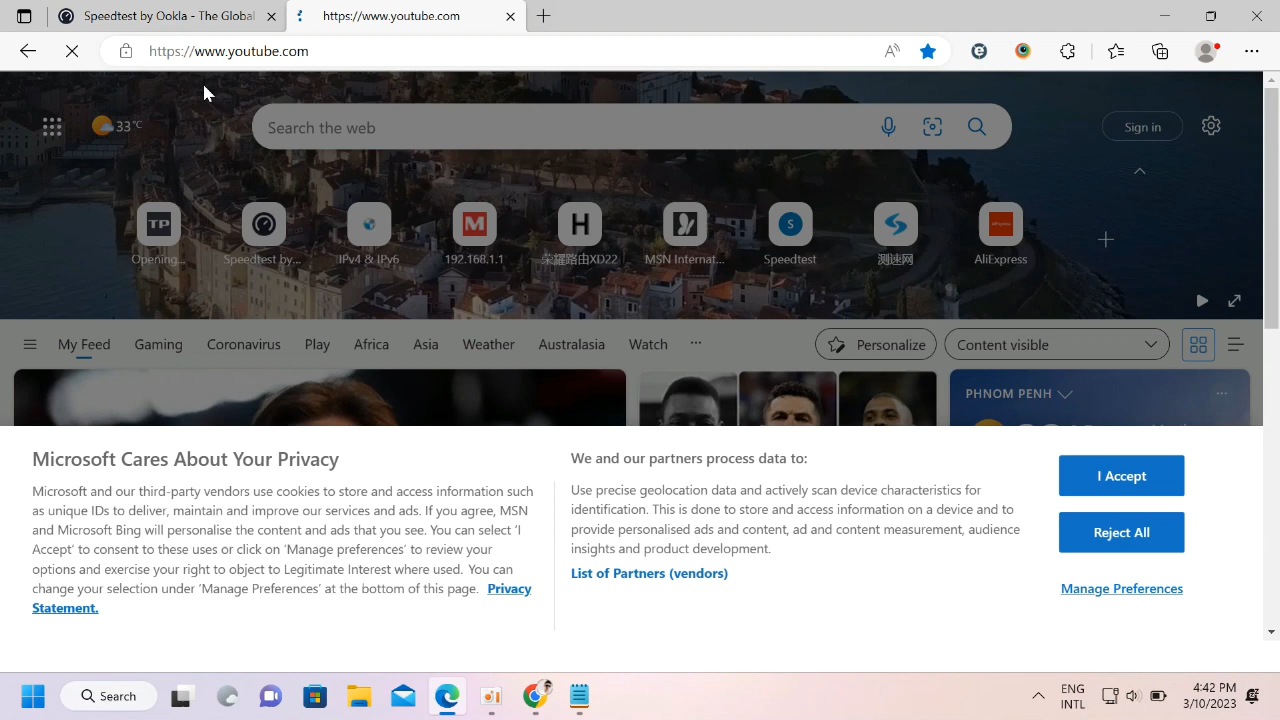 Speedtest by Ookla - The Global
https://www.youtube.com
https://www.youtube.com
33°C
Search the web
Sign in
TP
M
H
S
Opening...
Speedtest by...
IPv4 & IPv6
192.168.1.1
荣耀路由XD22
MSN Internat...
Speedtest
测速网
AliExpress
My Feed
Gaming
Coronavirus
Play
Africa
Asia
Weather
Australasia
Watch
Personalize
Content visible
PHNOM PENH
Microsoft Cares About Your Privacy
Microsoft and our third-party vendors use cookies to store and access information such
as unique IDs to deliver, maintain and improve our services and ads. If you agree, MSN
and Microsoft Bing will personalise the content and ads that you see. You can select ‘I
Accept’ to consent to these uses or click on ‘Manage preferences’ to review your
options and exercise your right to object to Legitimate Interest where used. You can
change your selection under ‘Manage Preferences’ at the bottom of this page. Privacy
Statement.
We and our partners process data to:
Use precise geolocation data and actively scan device characteristics for
identification. This is done to store and access information on a device and to
provide personalised ads and content, ad and content measurement, audience
insights and product development.
List of Partners (vendors)
I Accept
Reject All
Manage Preferences
Search
ENG
INTL
4:42 PM
3/10/2023